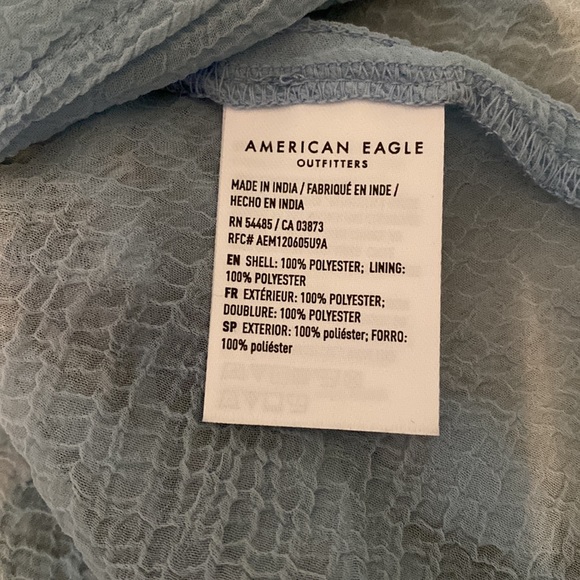 AMERICAN EAGLE
OUTFITTERS
MADE IN INDIA / FABRIQUÉ EN INDE /
HECHO EN INDIA
RN 54485 / CA 03873
RFC# AEM120605U9A
EN SHELL: 100% POLYESTER; LINING:
100% POLYESTER
FR EXTÉRIEUR: 100% POLYESTER;
DOUBLURE: 100% POLYESTER
SP EXTERIOR: 100% poliéster; FORRO:
100% poliéster